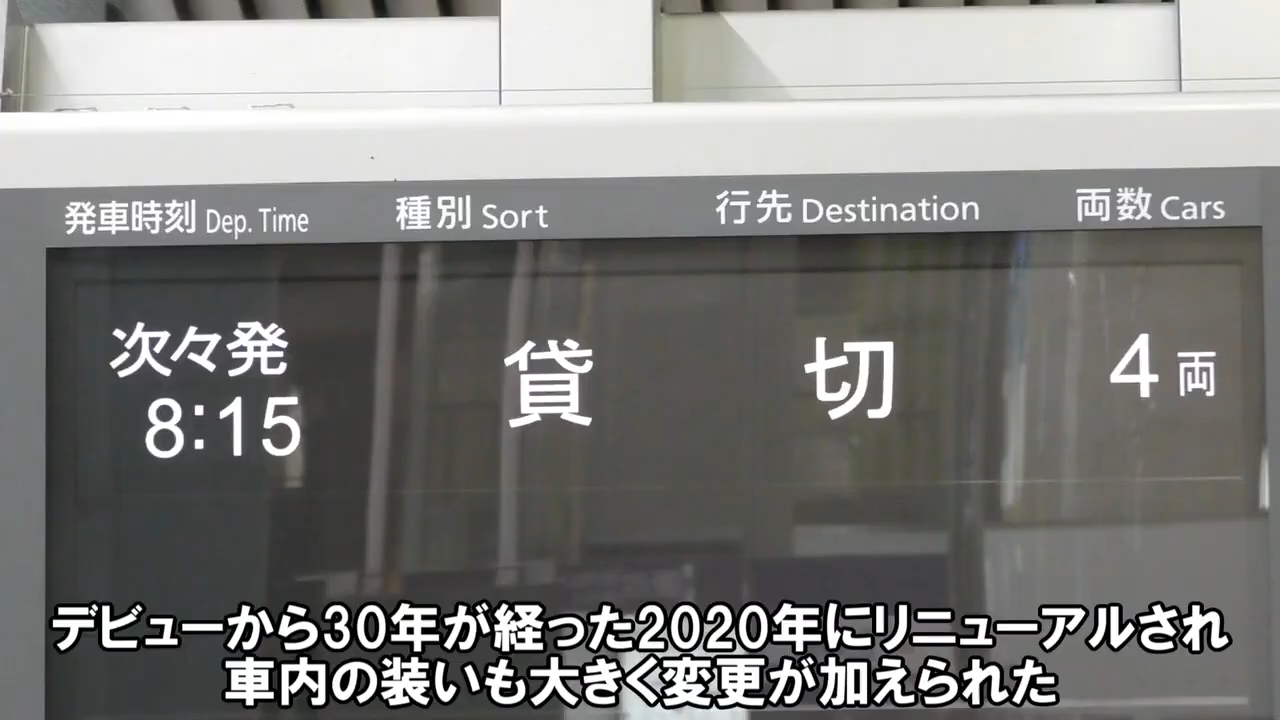 発車時刻 Dep. Time 種別 Sort 行先 Destination 両数 Cars
次々発
8:15 貸切 4両
デビューから30年が経った2020年にリニューアルされ
車内の装いも大きく変更が加えられた